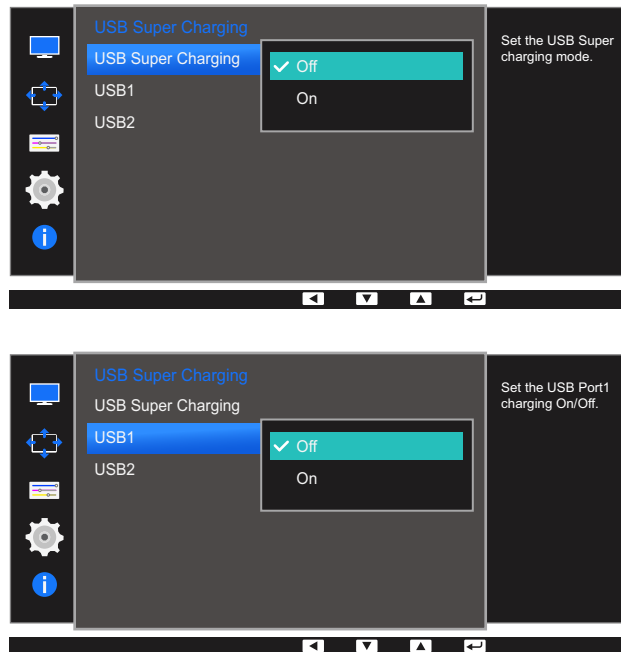 USB Super Charging
USB Super Charging
Off
On
USB1
USB2
Set the USB Super
charging mode.
USB Super Charging
USB Super Charging
USB1
Off
On
USB2
Set the USB Port1
charging On/Off.